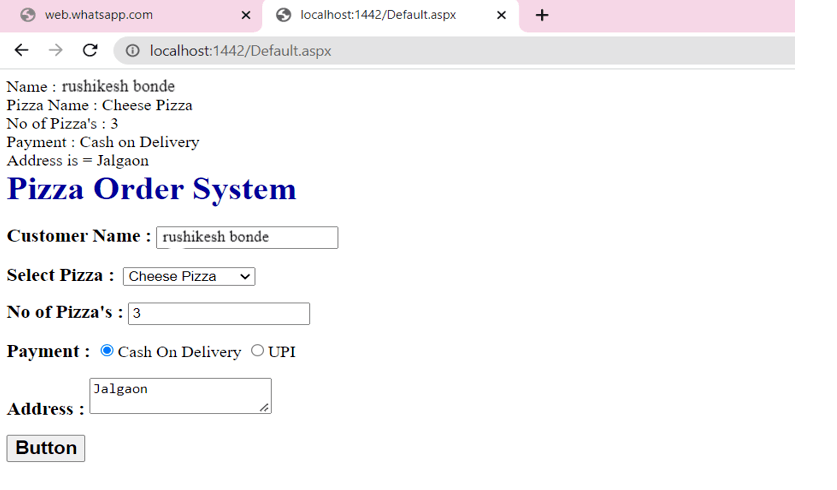 web.whatsapp.com
localhost:1442/Default.aspx
localhost:1442/Default.aspx
Name : rushikesh bonde
Pizza Name : Cheese Pizza
No of Pizza's : 3
Payment : Cash on Delivery
Address is = Jalgaon
Pizza Order System
Customer Name : rushikesh bonde
Select Pizza : Cheese Pizza
No of Pizza's : 3
Payment : Cash On Delivery UPI
Address : Jalgaon
Button